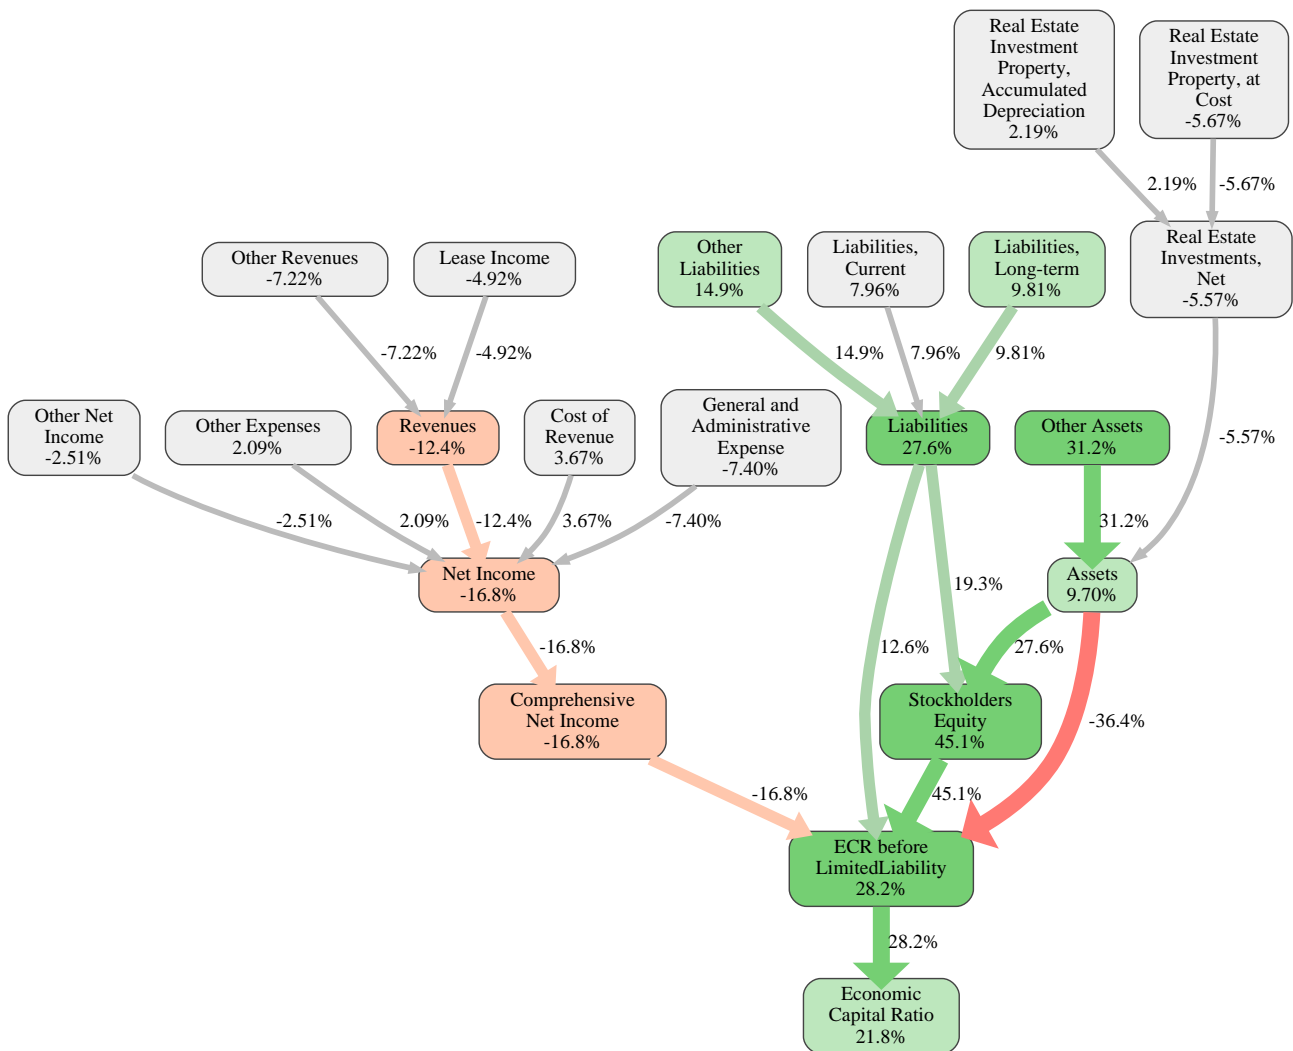 Real Estate
Investment
Property,
Accumulated
Depreciation
2.19%
Real Estate
Investment
Property, at
Cost
-5.67%
2.19%
-5.67%
Other Revenues
-7.22%
Lease Income
-4.92%
Other
Liabilities
14.9%
Liabilities,
Current
7.96%
Liabilities,
Long-term
9.81%
Real Estate
Investments,
Net
-5.57%
-7.22%
-4.92%
14.9%
7.96%
9.81%
-5.57%
Other Net
Income
-2.51%
Other Expenses
2.09%
Revenues
-12.4%
Cost of
Revenue
3.67%
General and
Administrative
Expense
-7.40%
Liabilities
27.6%
Other Assets
31.2%
-2.51%
2.09%
-12.4%
3.67%
-7.40%
31.2%
Net Income
-16.8%
19.3%
Assets
9.70%
-16.8%
12.6%
27.6%
-36.4%
Comprehensive
Net Income
-16.8%
Stockholders
Equity
45.1%
-16.8%
45.1%
ECR before
LimitedLiability
28.2%
28.2%
Economic
Capital Ratio
21.8%